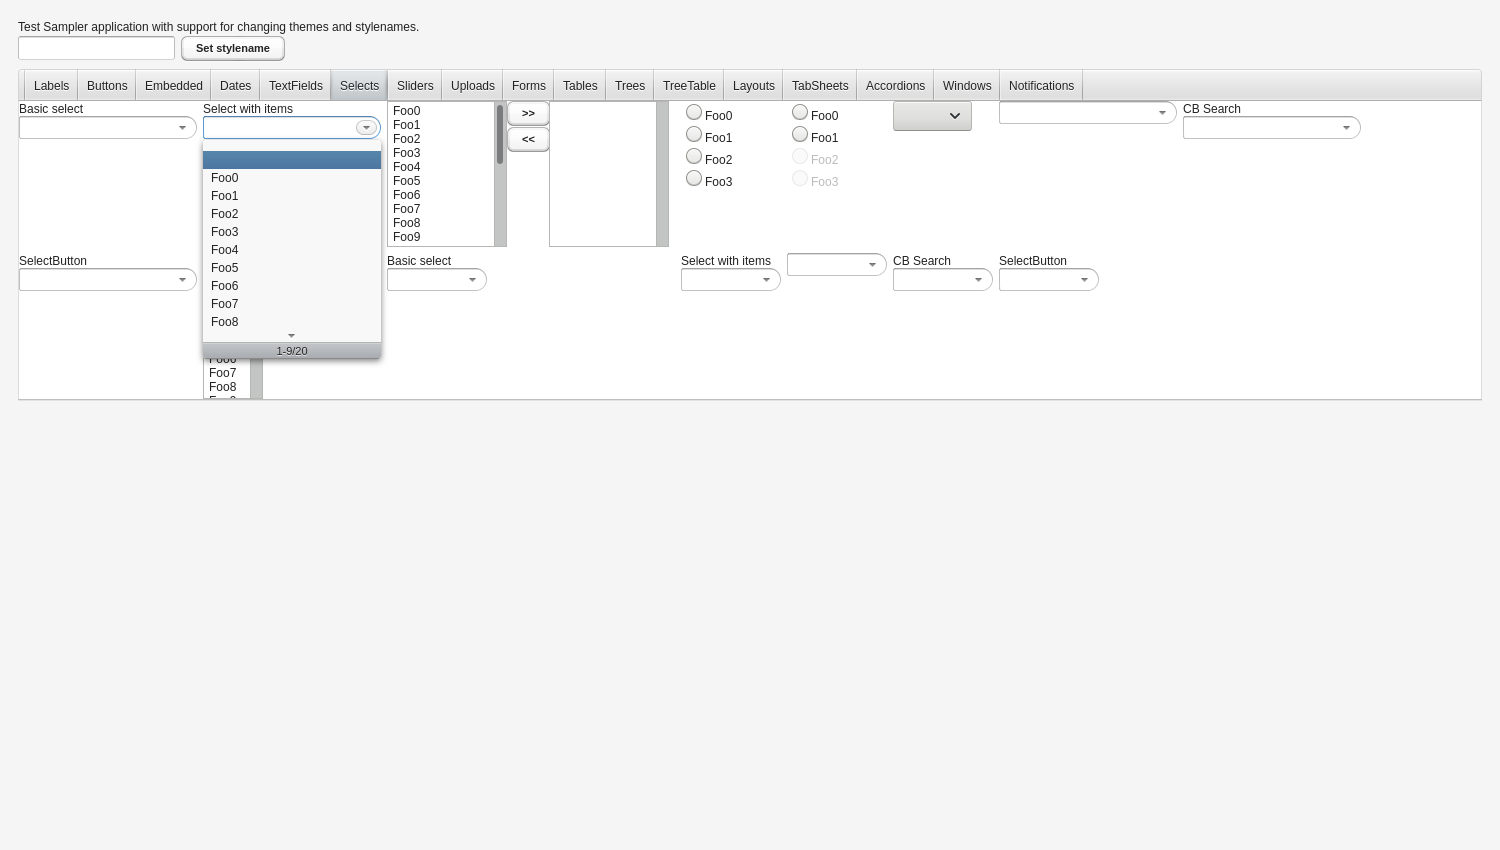 Test Sampler application with support for changing themes and stylenames.
Set stylename
Labels Buttons Embedded Dates TextFields Selects Sliders Uploads Forms Tables Trees TreeTable Layouts TabSheets Accordions Windows Notifications
Basic select
Select with items
Foo0
Foo1
Foo2
Foo3
Foo4
Foo5
Foo6
Foo7
Foo8
1-9/20
Foo0
Foo1
Foo2
Foo3
Foo4
Foo5
Foo6
Foo7
Foo8
Foo9
>>
<<
Foo0
Foo1
Foo2
Foo3
Foo0
Foo1
Foo2
Foo3
CB Search
SelectButton
Foo7
Foo8
Basic select
Select with items
CB Search
SelectButton